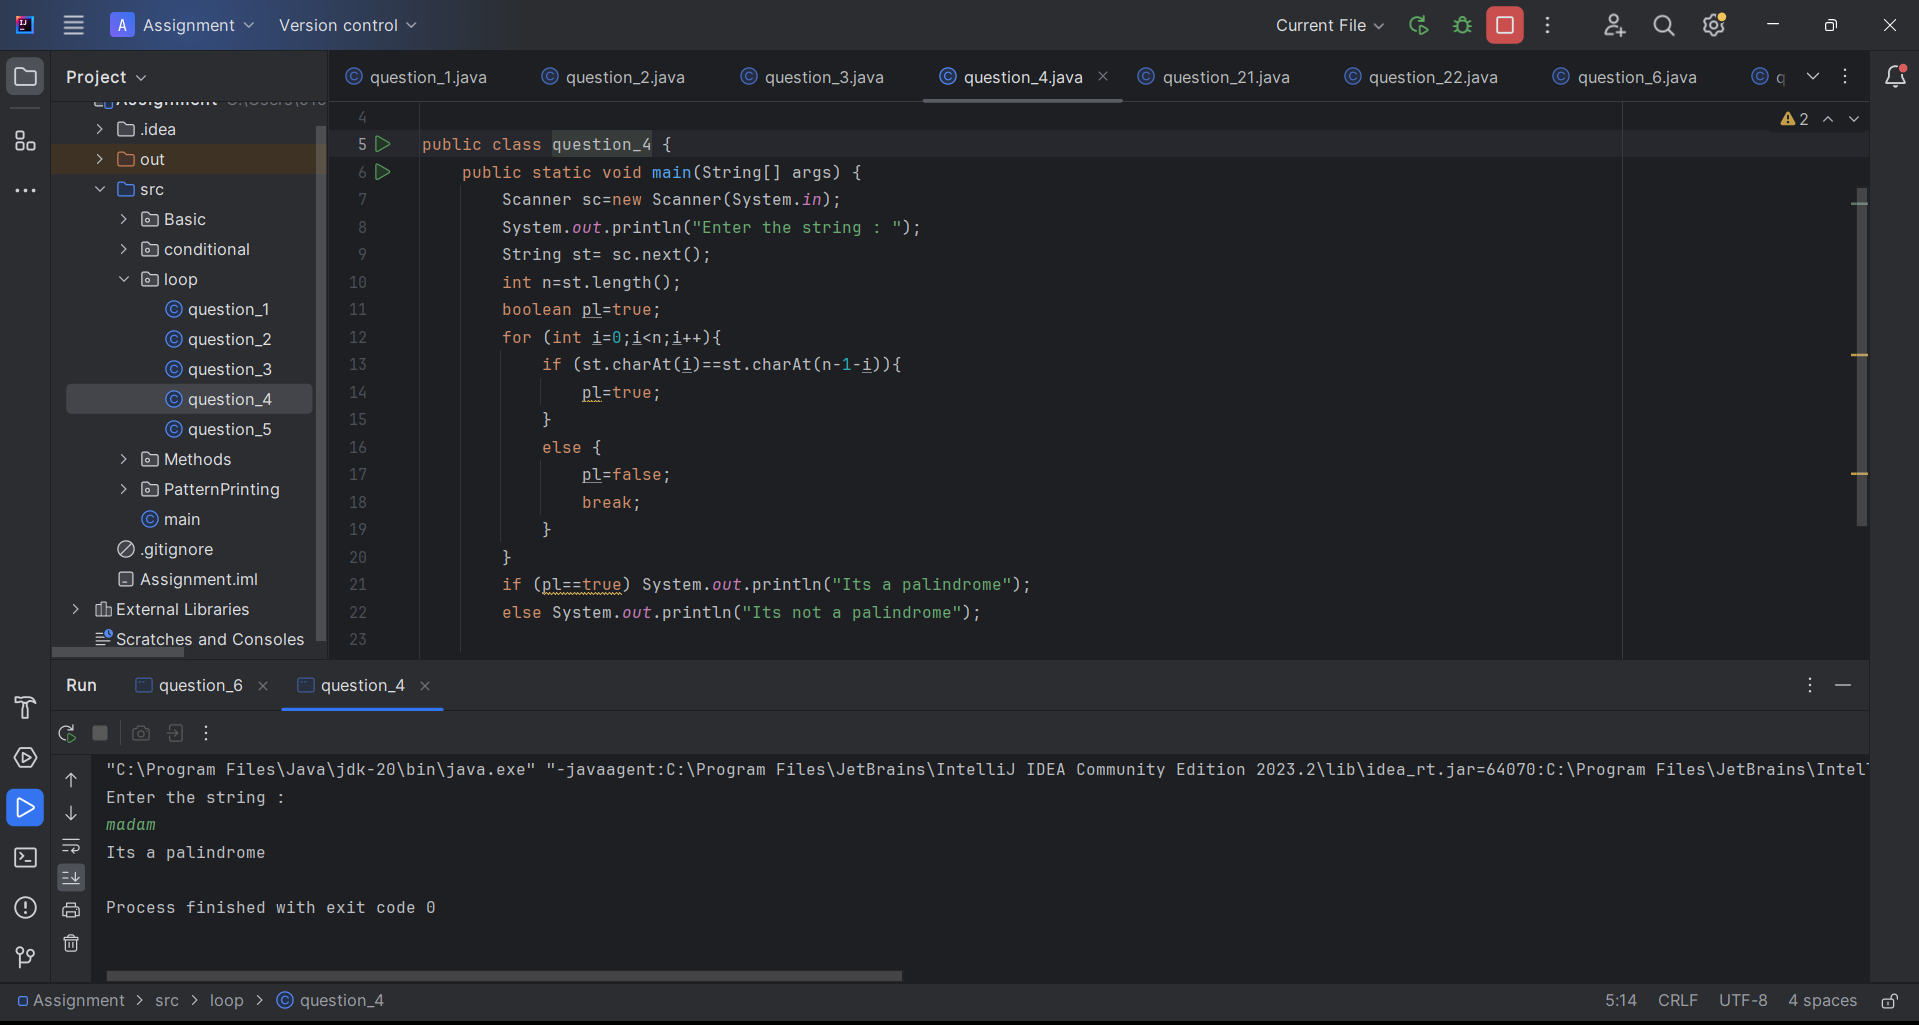 A Assignment Version control Current File
Project
question_1.java question_2.java question_3.java question_4.java question_21.java question_22.java question_6.java
.idea
out
src
Basic
conditional
loop
question_1
question_2
question_3
question_4
question_5
Methods
PatternPrinting
main
.gitignore
Assignment.iml
External Libraries
Scratches and Consoles
2
4
5 public class question_4 {
6 public static void main(String[] args) {
7 Scanner sc=new Scanner(System.in);
8 System.out.println("Enter the string : ");
9 String st= sc.next();
10 int n=st.length();
11 boolean pl=true;
12 for (int i=0;i<n;i++){
13 if (st.charAt(i)==st.charAt(n-1-i)){
14 pl=true;
15 }
16 else {
17 pl=false;
18 break;
19 }
20 }
21 if (pl==true) System.out.println("Its a palindrome");
22 else System.out.println("Its not a palindrome");
23
Run question_6 question_4
"C:\Program Files\Java\jdk-20\bin\java.exe" "-javaagent:C:\Program Files\JetBrains\IntelliJ IDEA Community Edition 2023.2\lib\idea_rt.jar=64070:C:\Program Files\JetBrains\Intel
Enter the string :
madam
Its a palindrome
Process finished with exit code 0
Assignment > src > loop > question_4 5:14 CRLF UTF-8 4 spaces